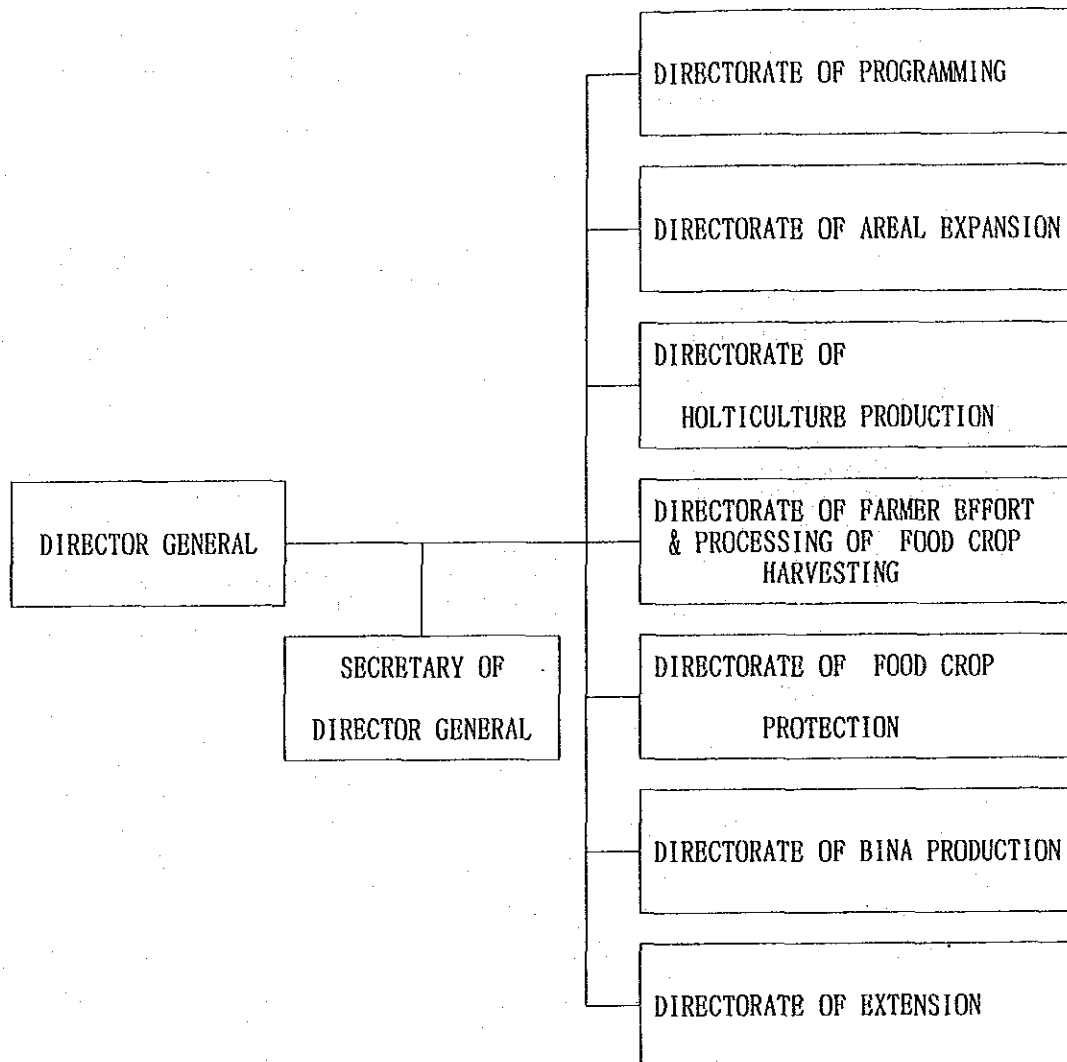 DIRECTORATE OF PROGRAMMING
DIRECTORATE OF AREAL EXPANSION
DIRECTORATE OF
HOLTICULTURE PRODUCTION
DIRECTOR GENERAL
DIRECTORATE OF FARMER EFFORT
& PROCESSING OF FOOD CROP
HARVESTING
SECRETARY OF
DIRECTOR GENERAL
DIRECTORATE OF FOOD CROP
PROTECTION
DIRECTORATE OF BINA PRODUCTION
DIRECTORATE OF EXTENSION